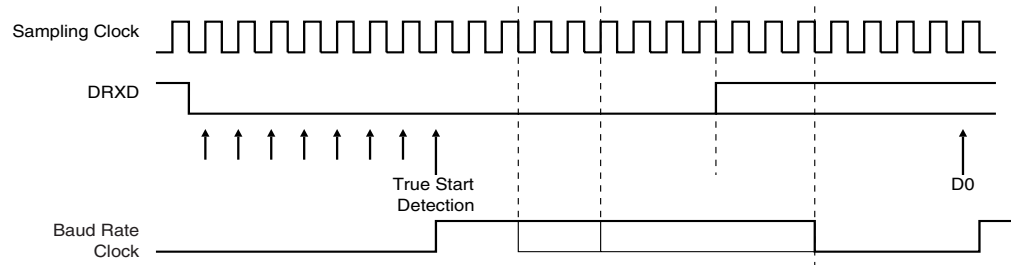 Sampling Clock
DRXD
True Start
Detection
D0
Baud Rate
Clock